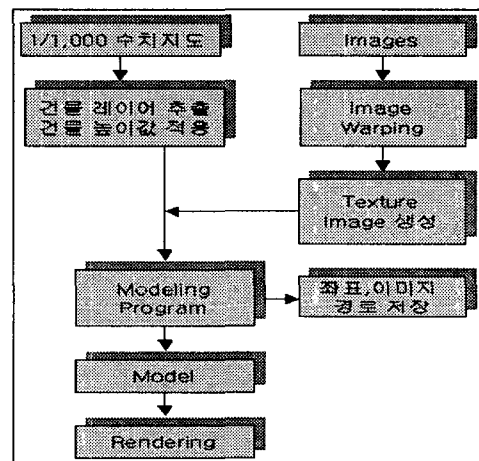 1/1,000 수치지도
Images
건물 레이어 추출
건물 높이값 적용
Image
Warping
Texture
Image 생성
Modeling
Program
좌표,이미지
경로 저장
Model
Rendering